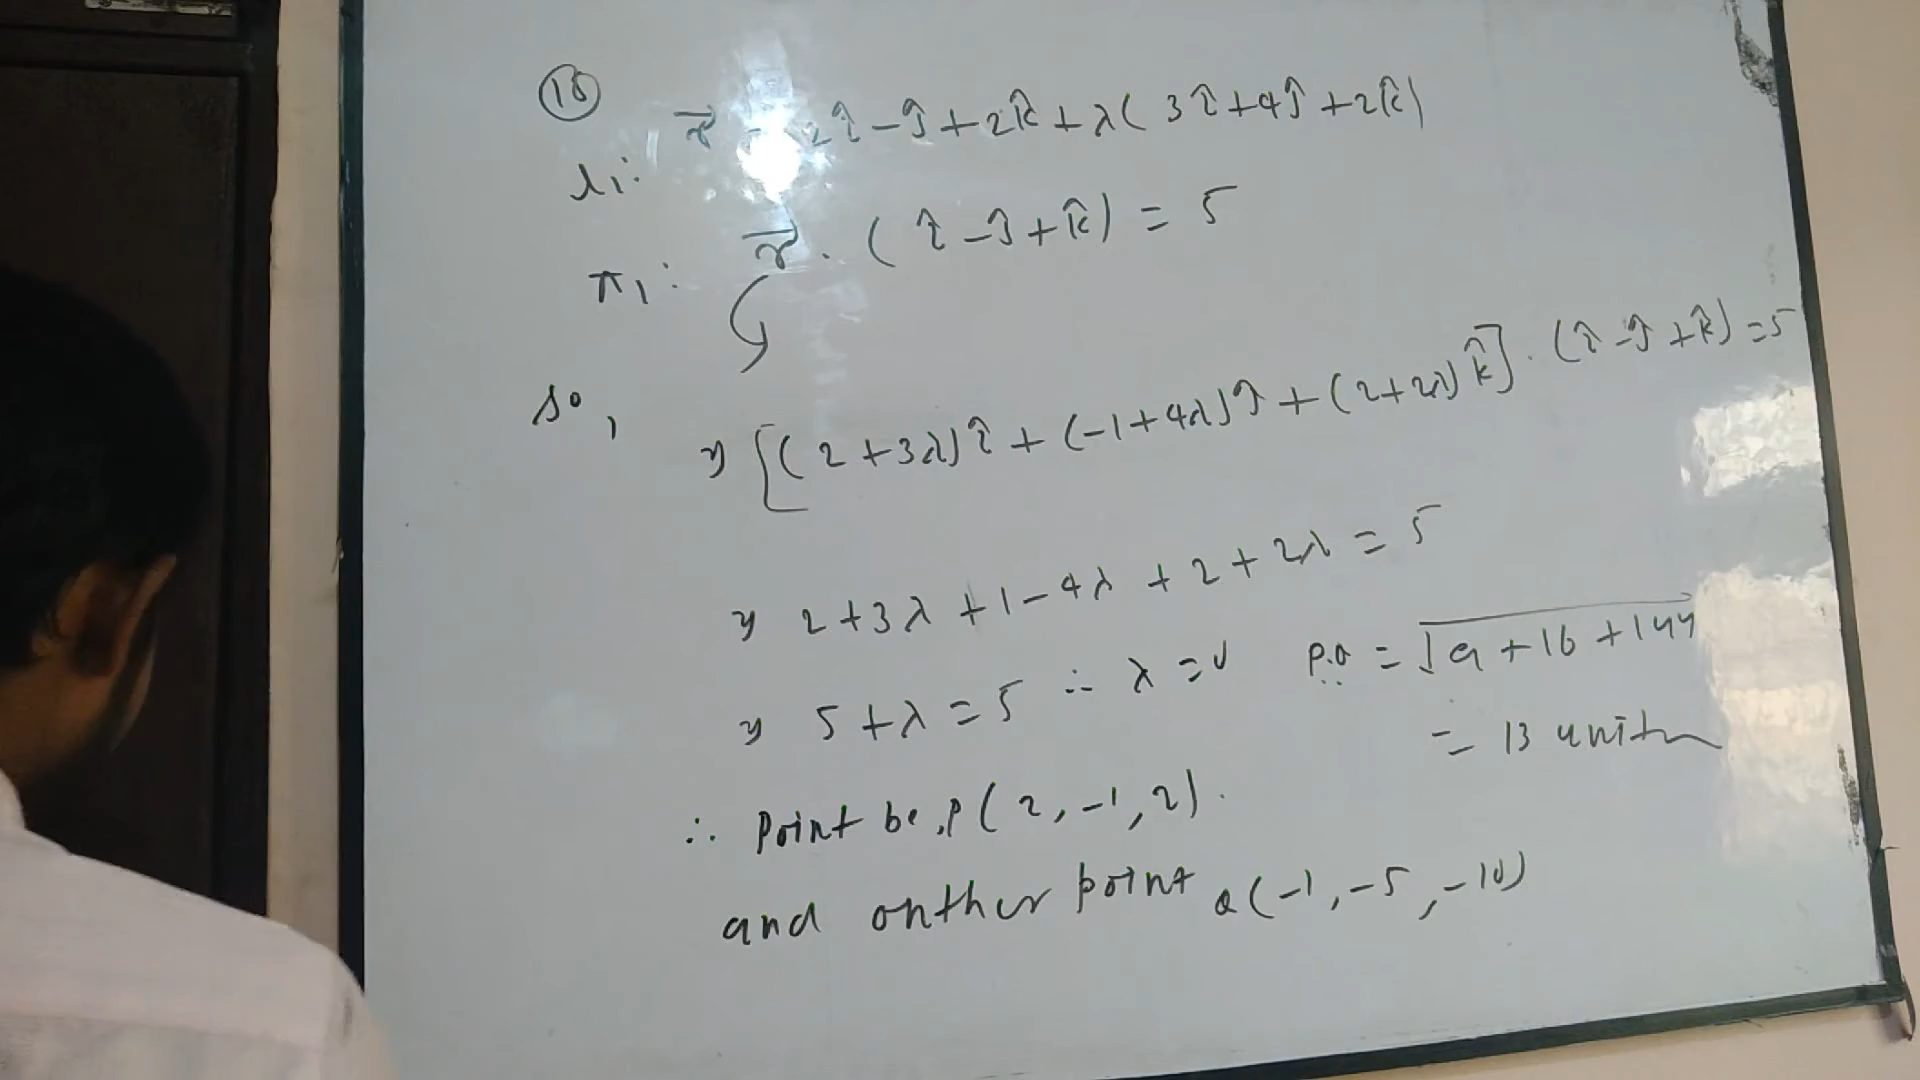 (18)
l₁: r⃗ = 2î - ĵ + 2k̂ + λ( 3î + 4ĵ + 2k̂ )
π₁: r⃗ . ( î - ĵ + k̂ ) = 5
so,
⇒ [(2+3λ)î + (-1+4λ)ĵ + (2+2λ)k̂] . (î - ĵ + k̂) = 5
⇒ 2+3λ +1-4λ + 2 + 2λ = 5
⇒ 5+λ = 5 ∴ λ = 0
P.Q = √9+16+144
= 13 units
∴ Point be, P( 2, -1, 2).
and onther point Q(-1, -5, -10)